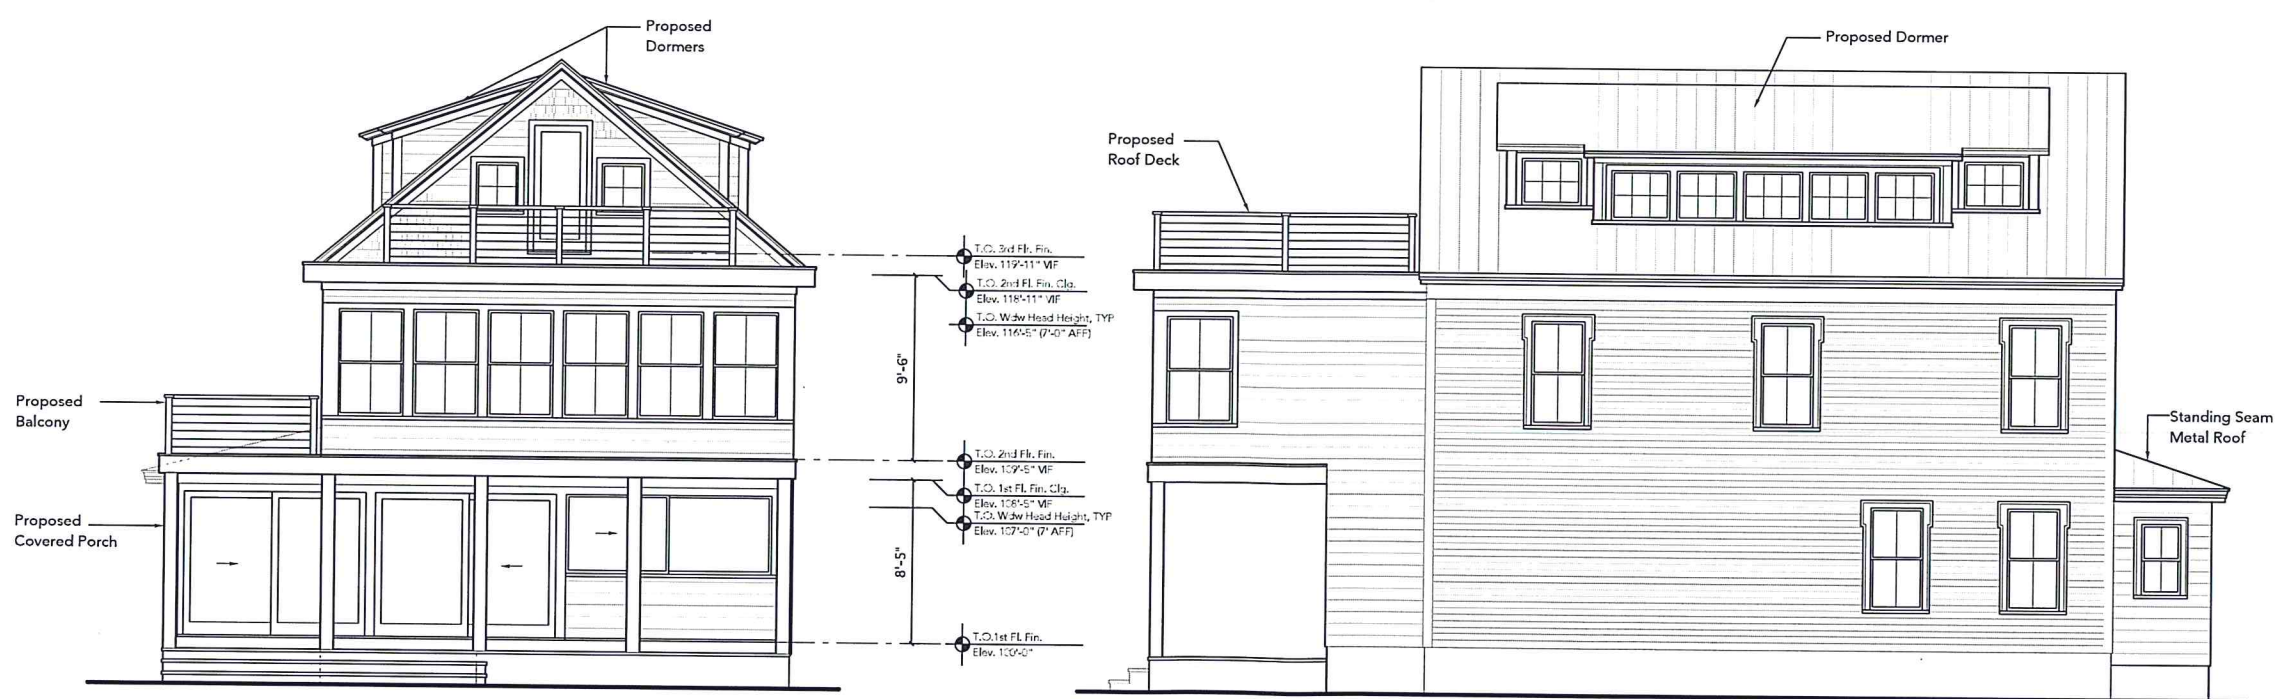 Proposed
Dormers
Proposed Dormer
Proposed
Roof Deck
T.O. 3rd Flr. Fin.
Elev. 119'-11" VIF
T.O. 2nd Fl. Fin. Clg.
Elev. 118'-11" VIF
T.O. Wdw Head Height, TYP
Elev. 116'-5" (7'-0" AFF)
9'-6"
Proposed
Balcony
Standing Seam
Metal Roof
T.O. 2nd Flr. Fin.
Elev. 109'-5" VIF
T.O. 1st Fl. Fin. Clg.
Elev. 108'-5" VIF
T.O. Wdw Head Height, TYP
Elev. 107'-0" (7' AFF)
Proposed
Covered Porch
8'-5"
T.O.1st Fl. Fin.
Elev. 100'-0"